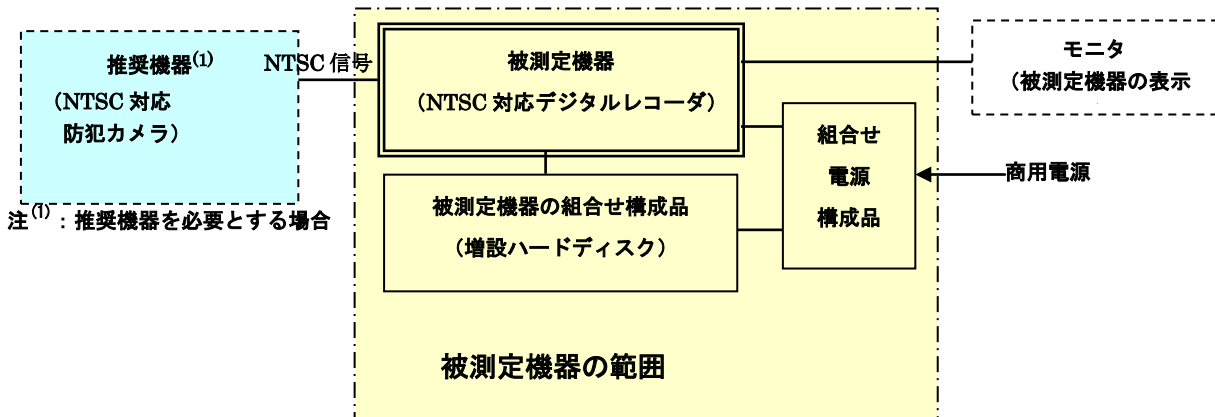 推奨機器(1)
(NTSC 対応
防犯カメラ)
NTSC 信号
被測定機器
(NTSC 対応デジタルレコーダ)
モニタ
(被測定機器の表示
組合せ
電源
構成品
商用電源
被測定機器の組合せ構成品
(増設ハードディスク)
注(1):推奨機器を必要とする場合
被測定機器の範囲